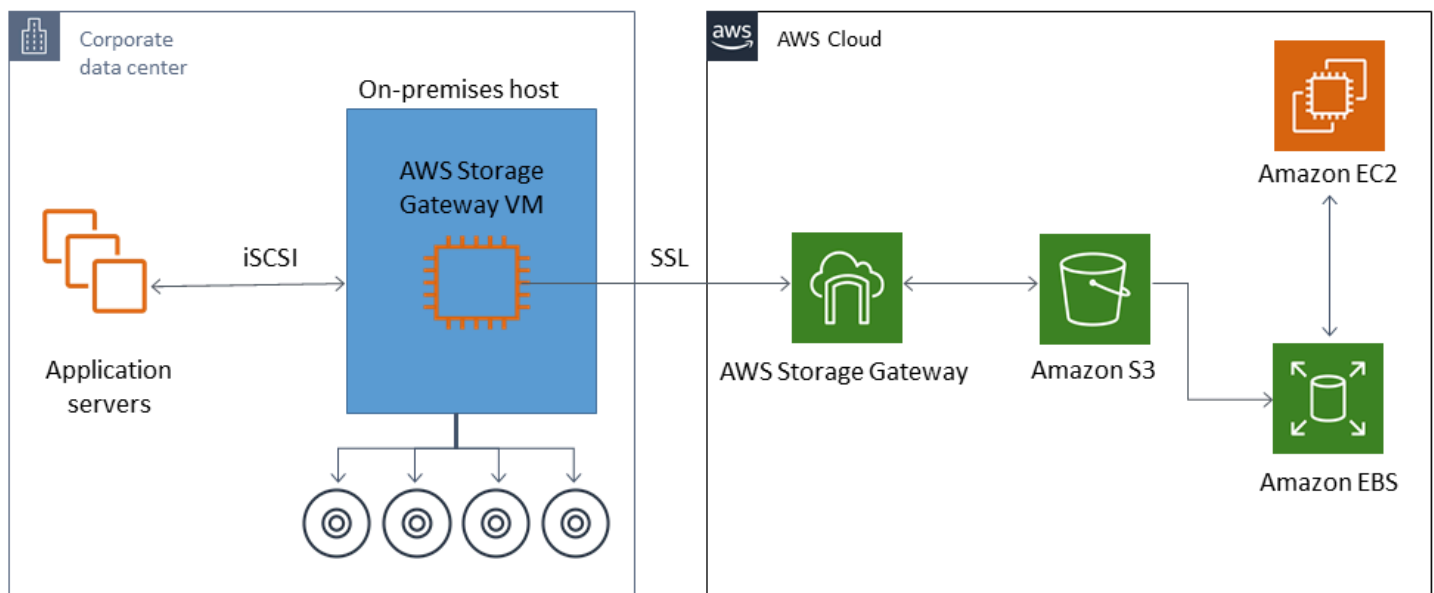 Corporate
data center
On-premises host
AWS Storage
Gateway VM
iSCSI
Application
servers
SSL
aws
AWS Cloud
Amazon EC2
AWS Storage Gateway
Amazon S3
Amazon EBS